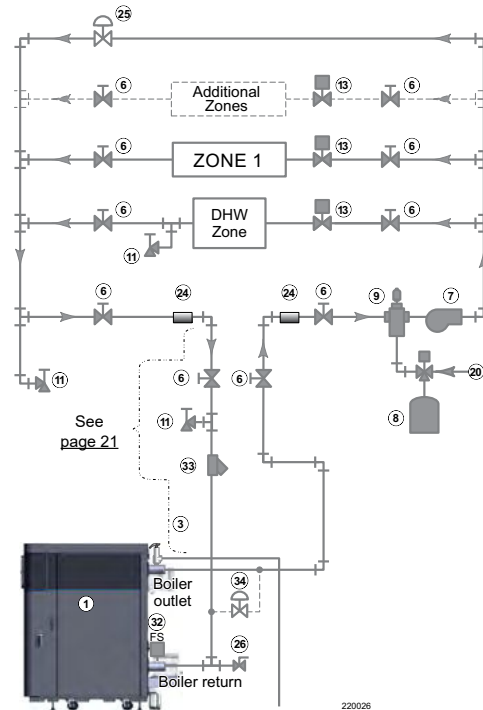 25
6
Additional
Zones
13
6
6
ZONE 1
13
6
6
DHW
Zone
13
6
11
6
24
24
6
9
7
11
6
6
20
8
See
page 21
11
33
3
34
1
Boiler
outlet
32
FS
26
Boiler return
220026